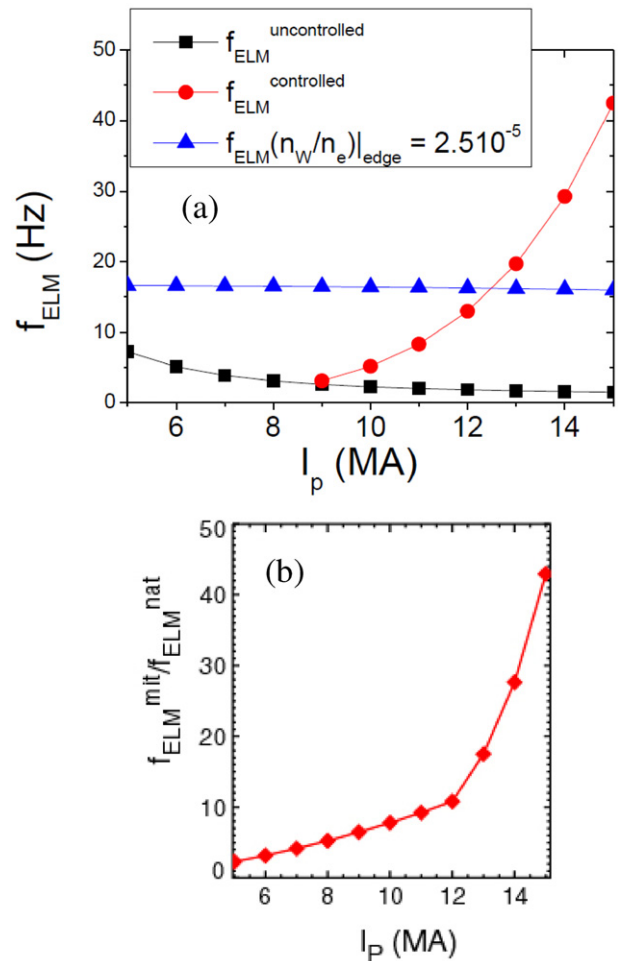 (a)
f_ELM^uncontrolled
f_ELM^controlled
f_ELM(n_W/n_e)|_edge = 2.510^-5
50
40
30
20
10
0
f_ELM (Hz)
6 8 10 12 14
I_p (MA)
(a)
(b)
50
40
30
20
10
0
f_ELM^mit/f_ELM^nat
6 8 10 12 14
I_P (MA)